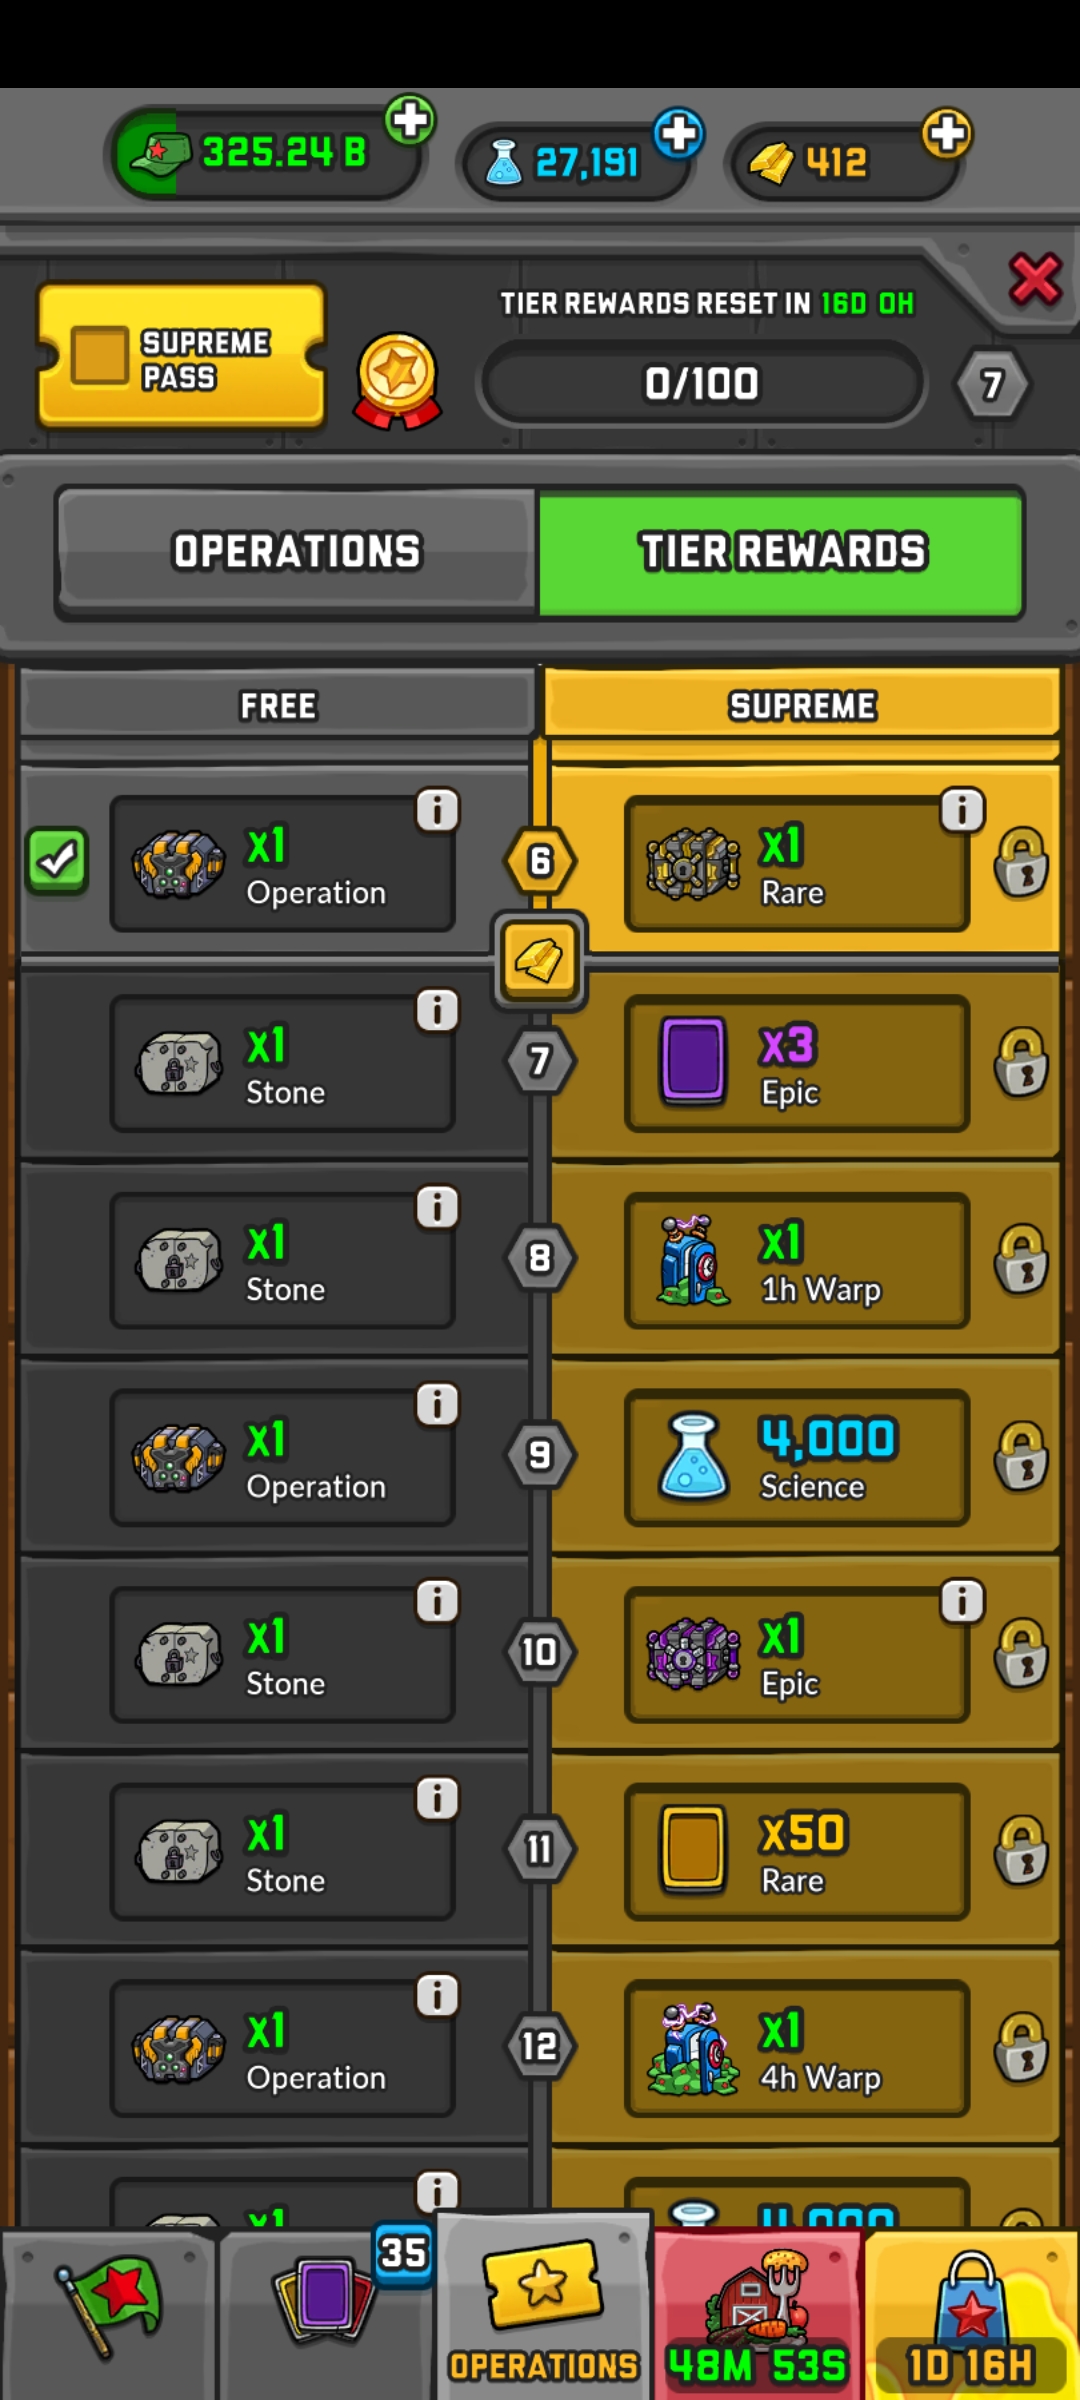 325.24 B
27,191
412
TIER REWARDS RESET IN 16D 0H
SUPREME
PASS
0/100
7
OPERATIONS
TIER REWARDS
FREE
SUPREME
x1
Operation
6
x1
Rare
x1
Stone
7
x3
Epic
x1
Stone
8
x1
1h Warp
x1
Operation
9
4,000
Science
x1
Stone
10
x1
Epic
x1
Stone
11
x50
Rare
x1
Operation
12
x1
4h Warp
x1
4,000
35
OPERATIONS
48M 53S
1D 16H